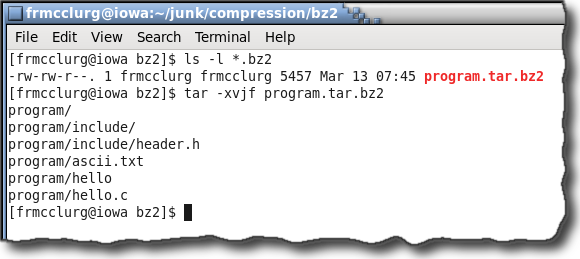 frmcclurg@iowa:~/junk/compression/bz2
File Edit View Search Terminal Help
[frmcclurg@iowa bz2]$ ls -l *.bz2
-rw-rw-r--. 1 frmcclurg frmcclurg 5457 Mar 13 07:45 program.tar.bz2
[frmcclurg@iowa bz2]$ tar -xvjf program.tar.bz2
program/
program/include/
program/include/header.h
program/ascii.txt
program/hello
program/hello.c
[frmcclurg@iowa bz2]$